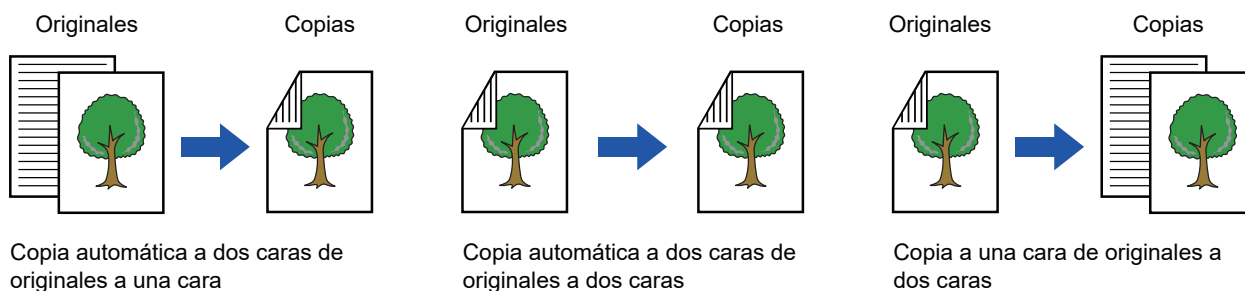 Originales
Copias
Originales
Copias
Originales
Copias
Copia automática a dos caras de
originales a una cara
Copia automática a dos caras de
originales a dos caras
Copia a una cara de originales a
dos caras